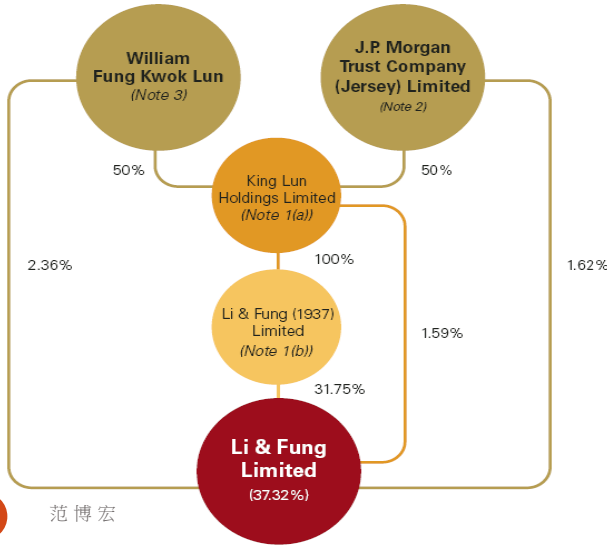 William
Fung Kwok Lun
(Note 3)
J.P. Morgan
Trust Company
(Jersey) Limited
(Note 2)
50%
50%
King Lun
Holdings Limited
(Note 1(a))
100%
2.36%
1.62%
Li & Fung (1937)
Limited
(Note 1(b))
1.59%
31.75%
Li & Fung
Limited
(37.32%)
范博宏